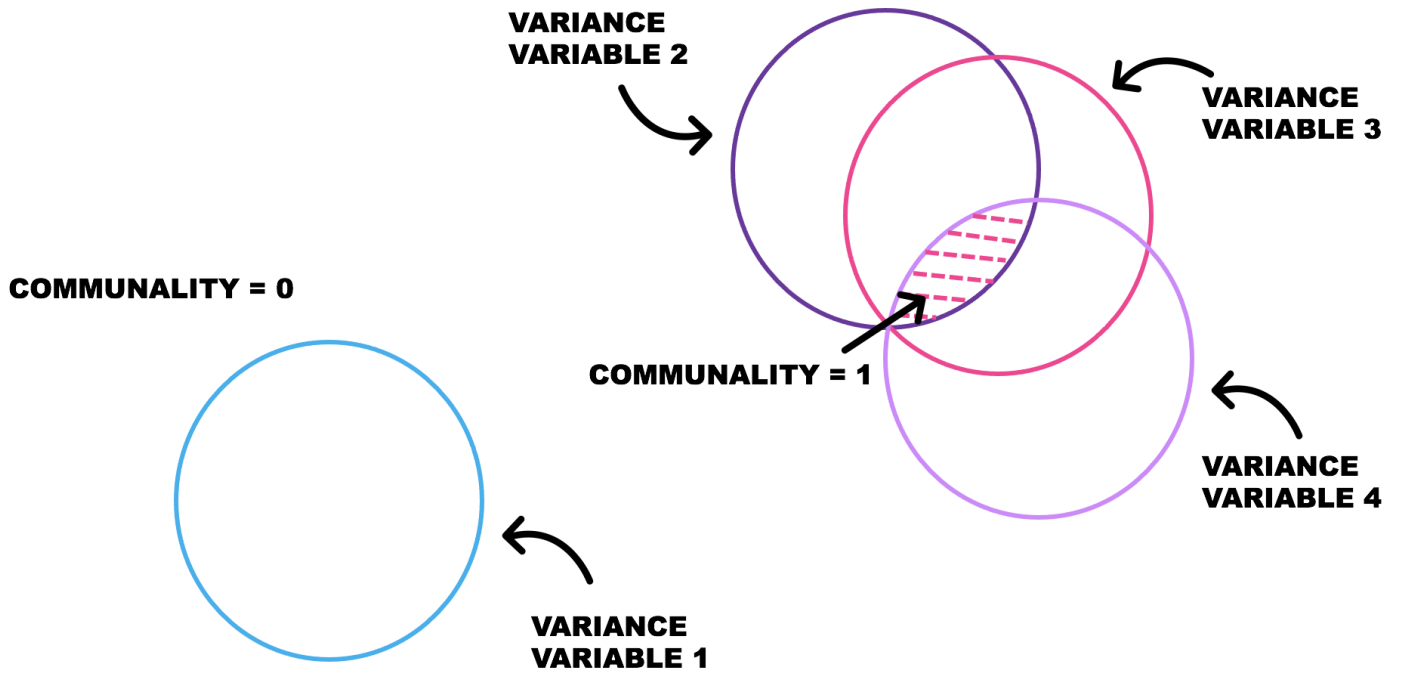 VARIANCE
VARIABLE 2
VARIANCE
VARIABLE 3
COMMUNALITY = 0
COMMUNALITY = 1
VARIANCE
VARIABLE 4
VARIANCE
VARIABLE 1